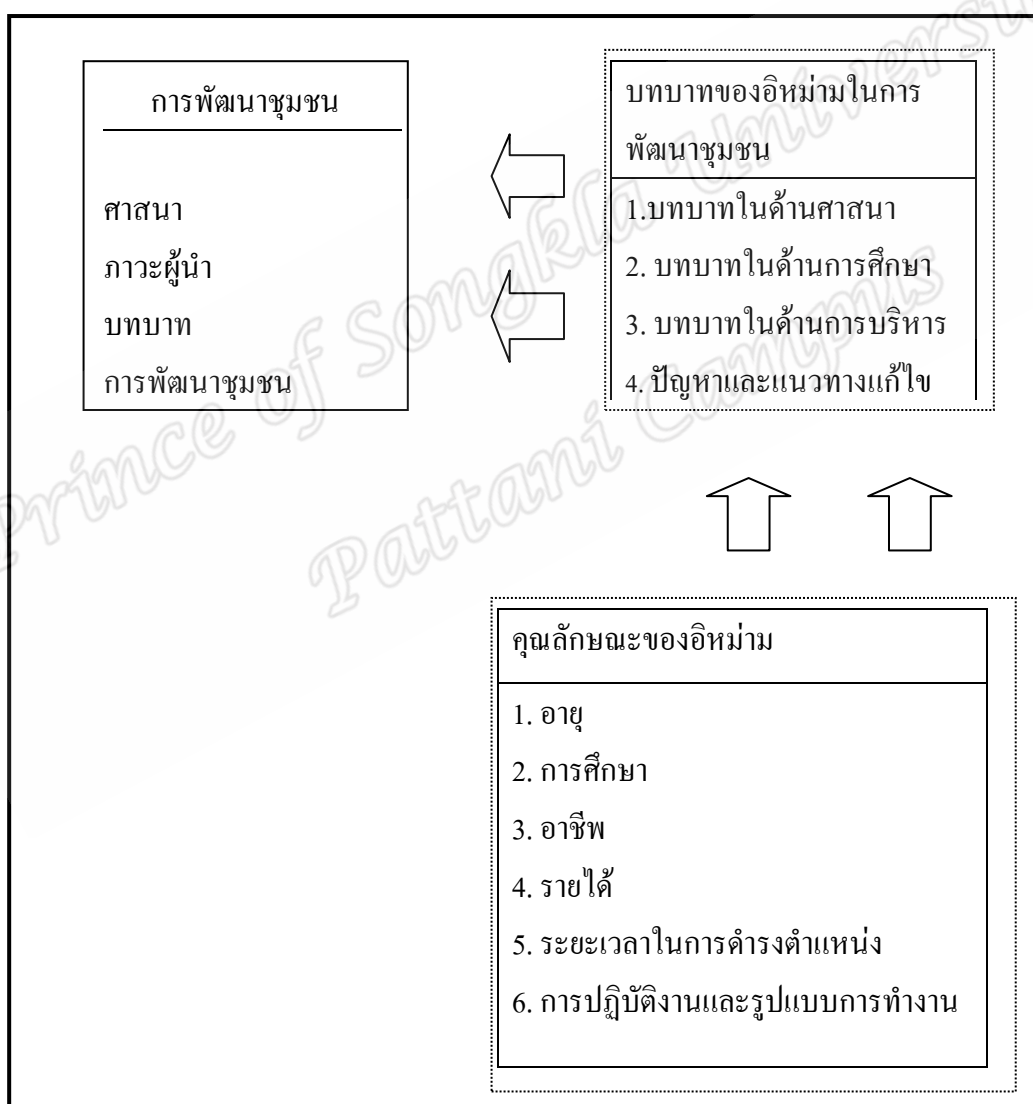 การพัฒนาชุมชน
ศาสนา
ภาวะผู้นำ
บทบาท
การพัฒนาชุมชน
บทบาทของอิหม่ามในการ
พัฒนาชุมชน
1.บทบาทในด้านศาสนา
2. บทบาทในด้านการศึกษา
3. บทบาทในด้านการบริหาร
4. ปัญหาและแนวทางแก้ไข
คุณลักษณะของอิหม่าม
1. อายุ
2. การศึกษา
3. อาชีพ
4. รายได้
5. ระยะเวลาในการดำรงตำแหน่ง
6. การปฏิบัติงานและรูปแบบการทำงาน
Prince of Songkla Universi
Pattani Campus